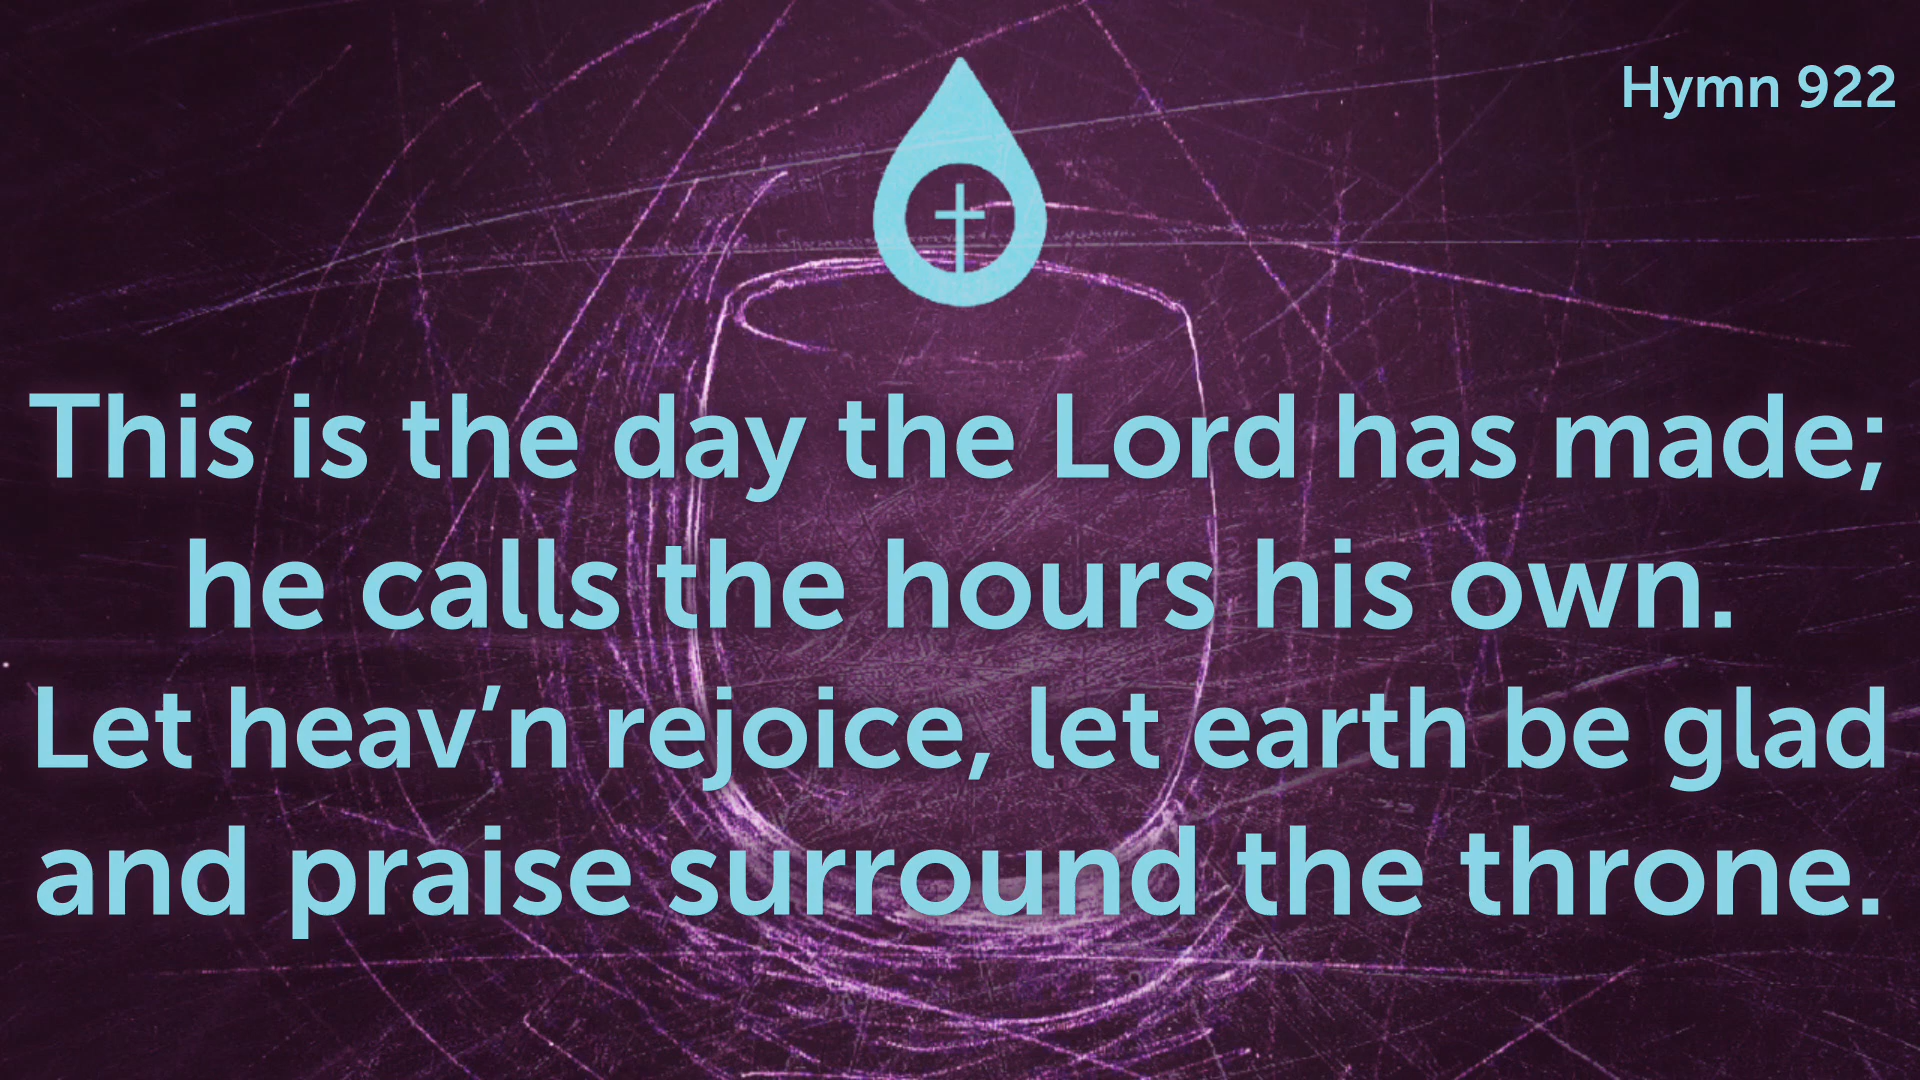 Hymn 922
This is the day the Lord has made;
he calls the hours his own.
Let heav’n rejoice, let earth be glad
and praise surround the throne.